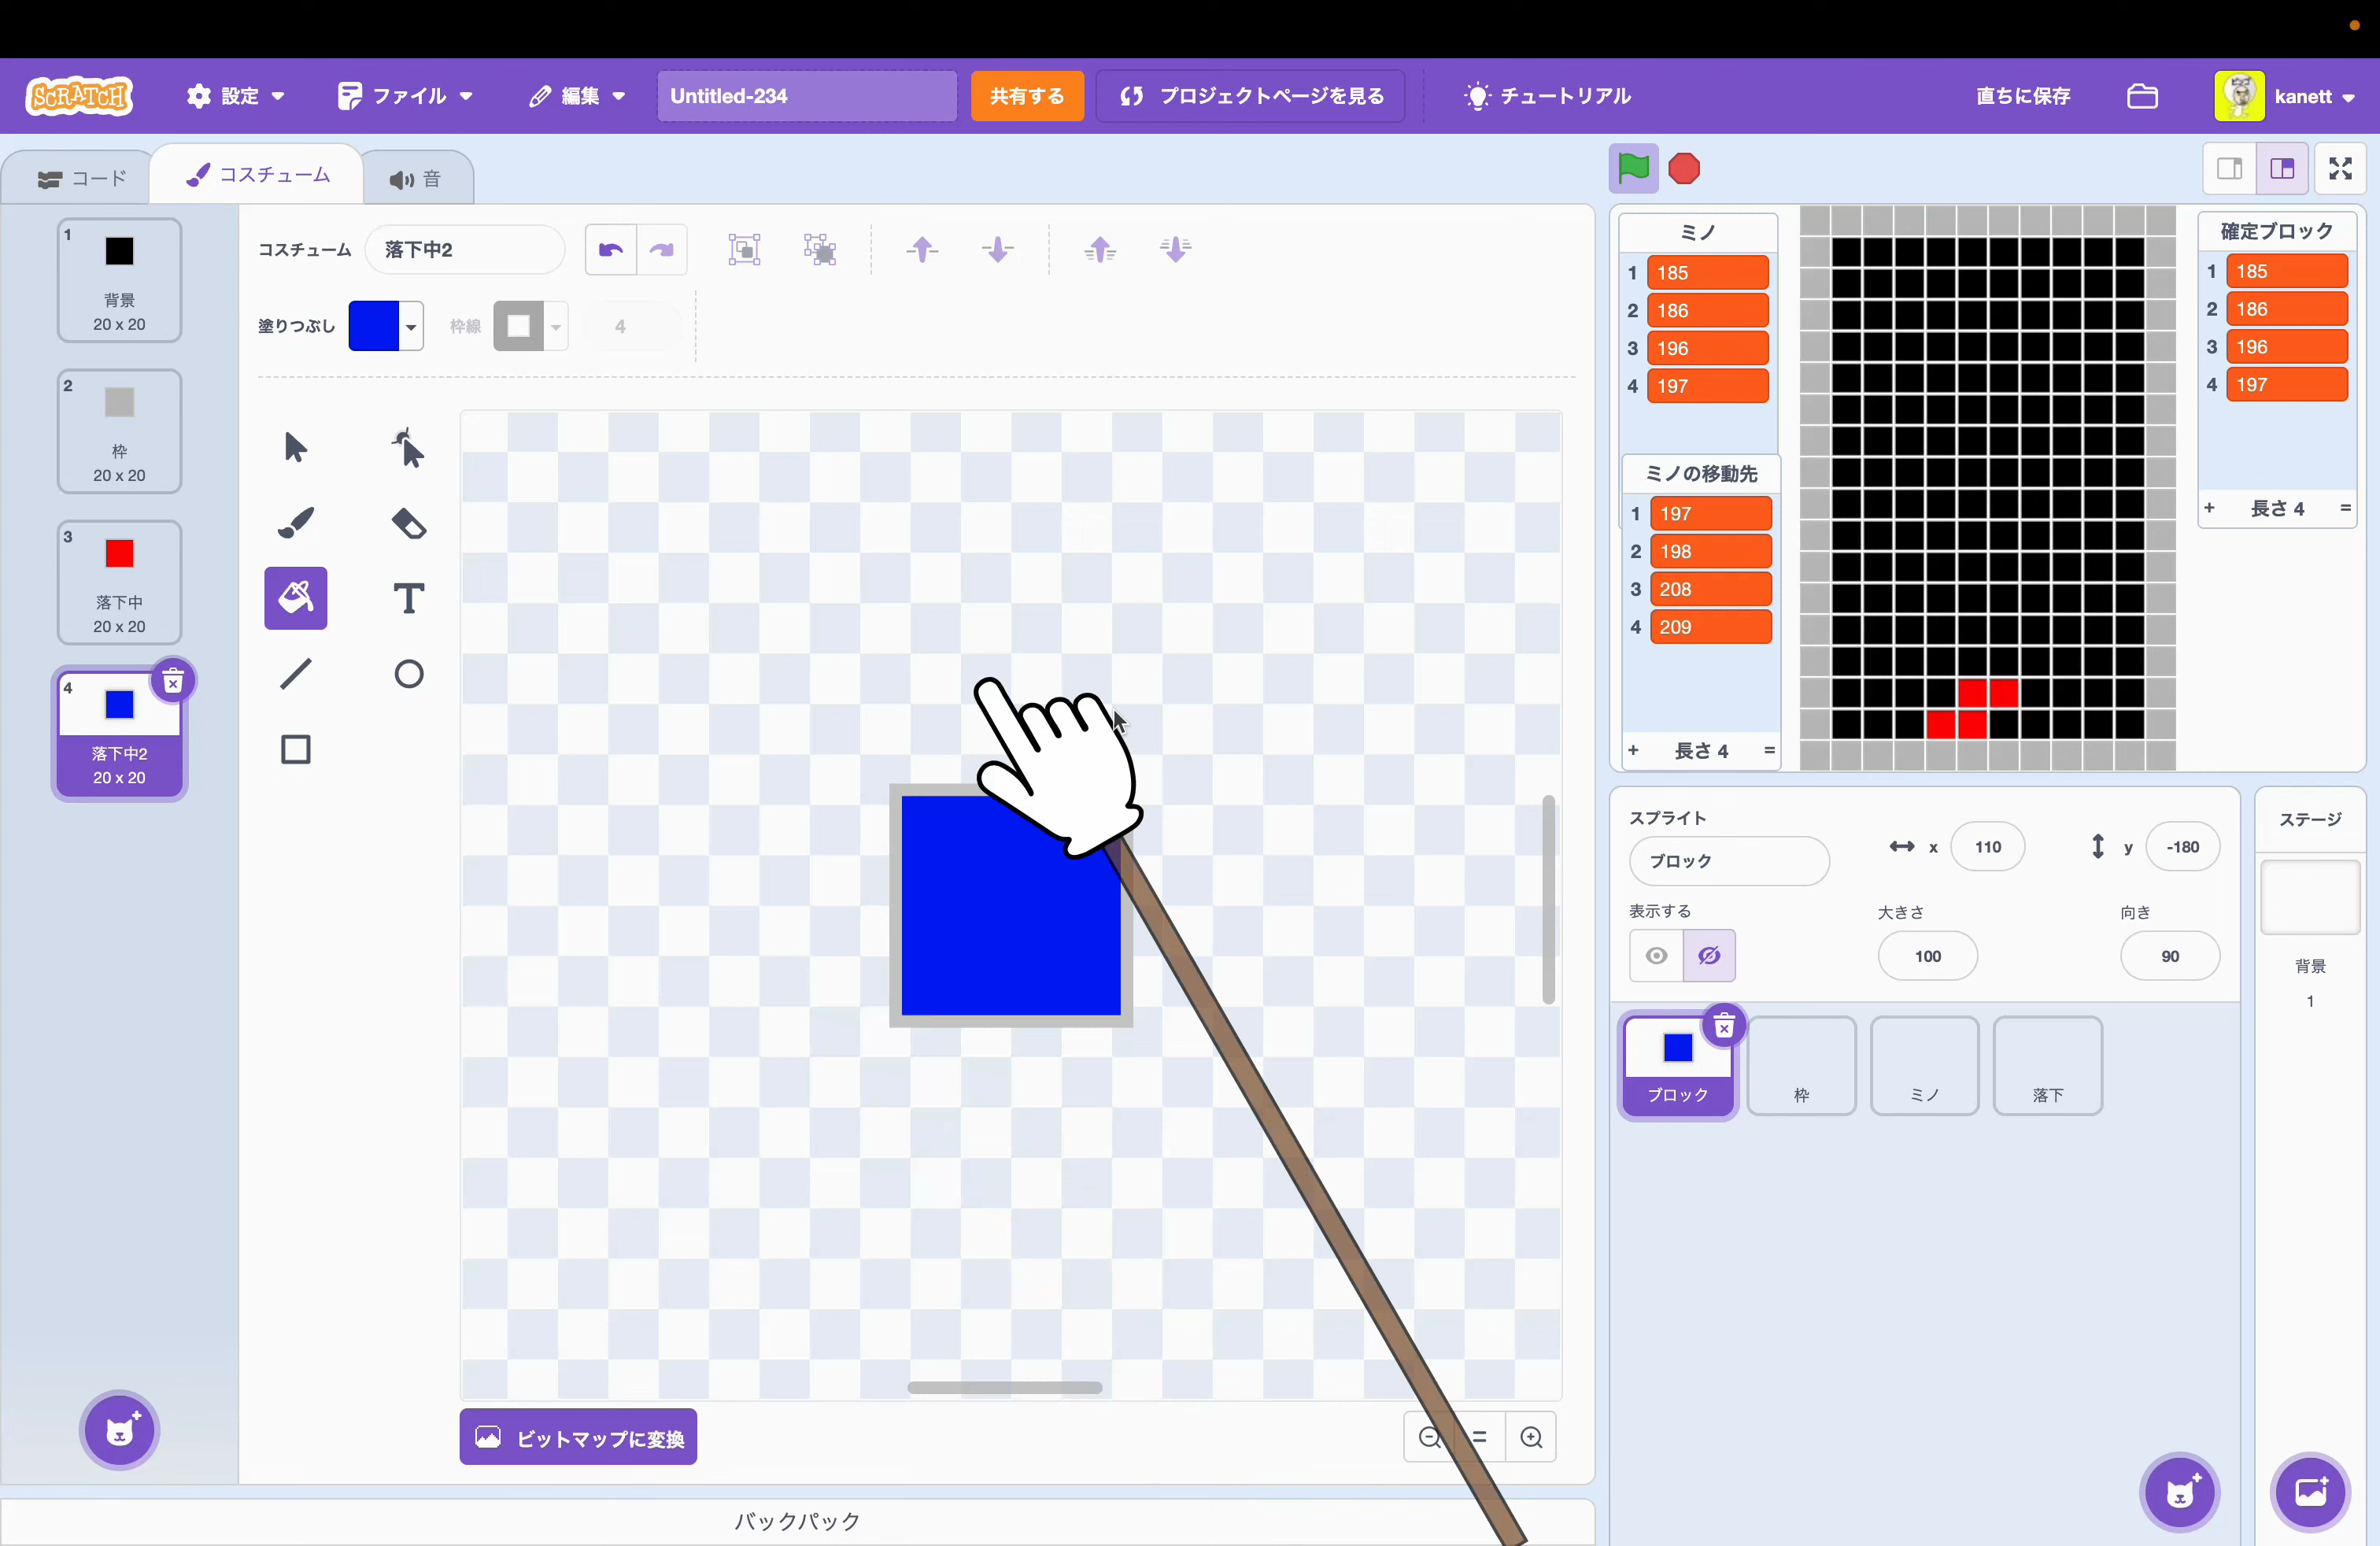 SCRATCH 設定 ファイル 編集 Untitled-234 共有する プロジェクトページを見る チュートリアル 直ちに保存 kanett
コード コスチューム 音
1
背景
20 x 20
2
枠
20 x 20
3
落下中
20 x 20
4
落下中2
20 x 20
コスチューム 落下中2
塗りつぶし 枠線 4
T
ビットマップに変換
=
バックパック
ミノ
1 185
2 186
3 196
4 197
ミノの移動先
1 197
2 198
3 208
4 209
+ 長さ 4 =
確定ブロック
1 185
2 186
3 196
4 197
+ 長さ 4 =
スプライト
ブロック
x 110 y -180
表示する 大きさ 向き
100 90
ブロック 枠 ミノ 落下
ステージ
背景
1